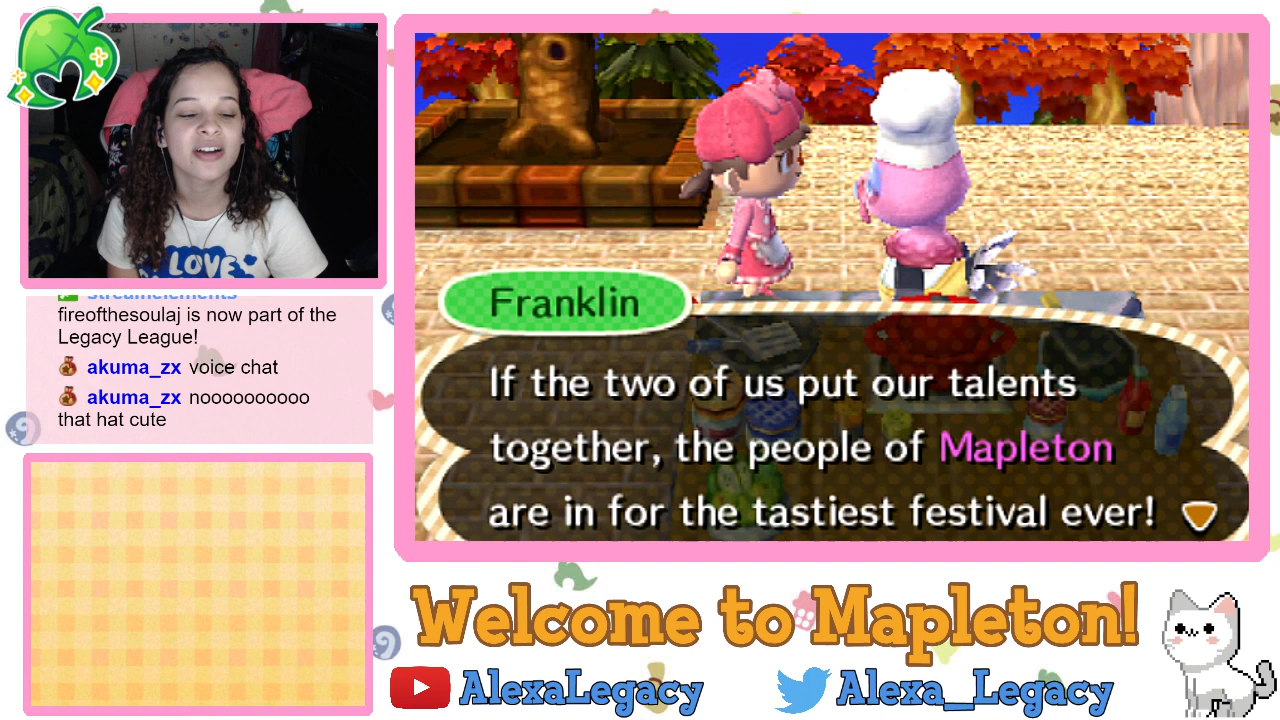 LOVE
streamelements
fireofthesoulaj is now part of the
Legacy League!
akuma_zx voice chat
akuma_zx noooooooooo
that hat cute
Franklin
If the two of us put our talents
together, the people of Mapleton
are in for the tastiest festival ever!
Welcome to Mapleton!
AlexaLegacy
Alexa_Legacy